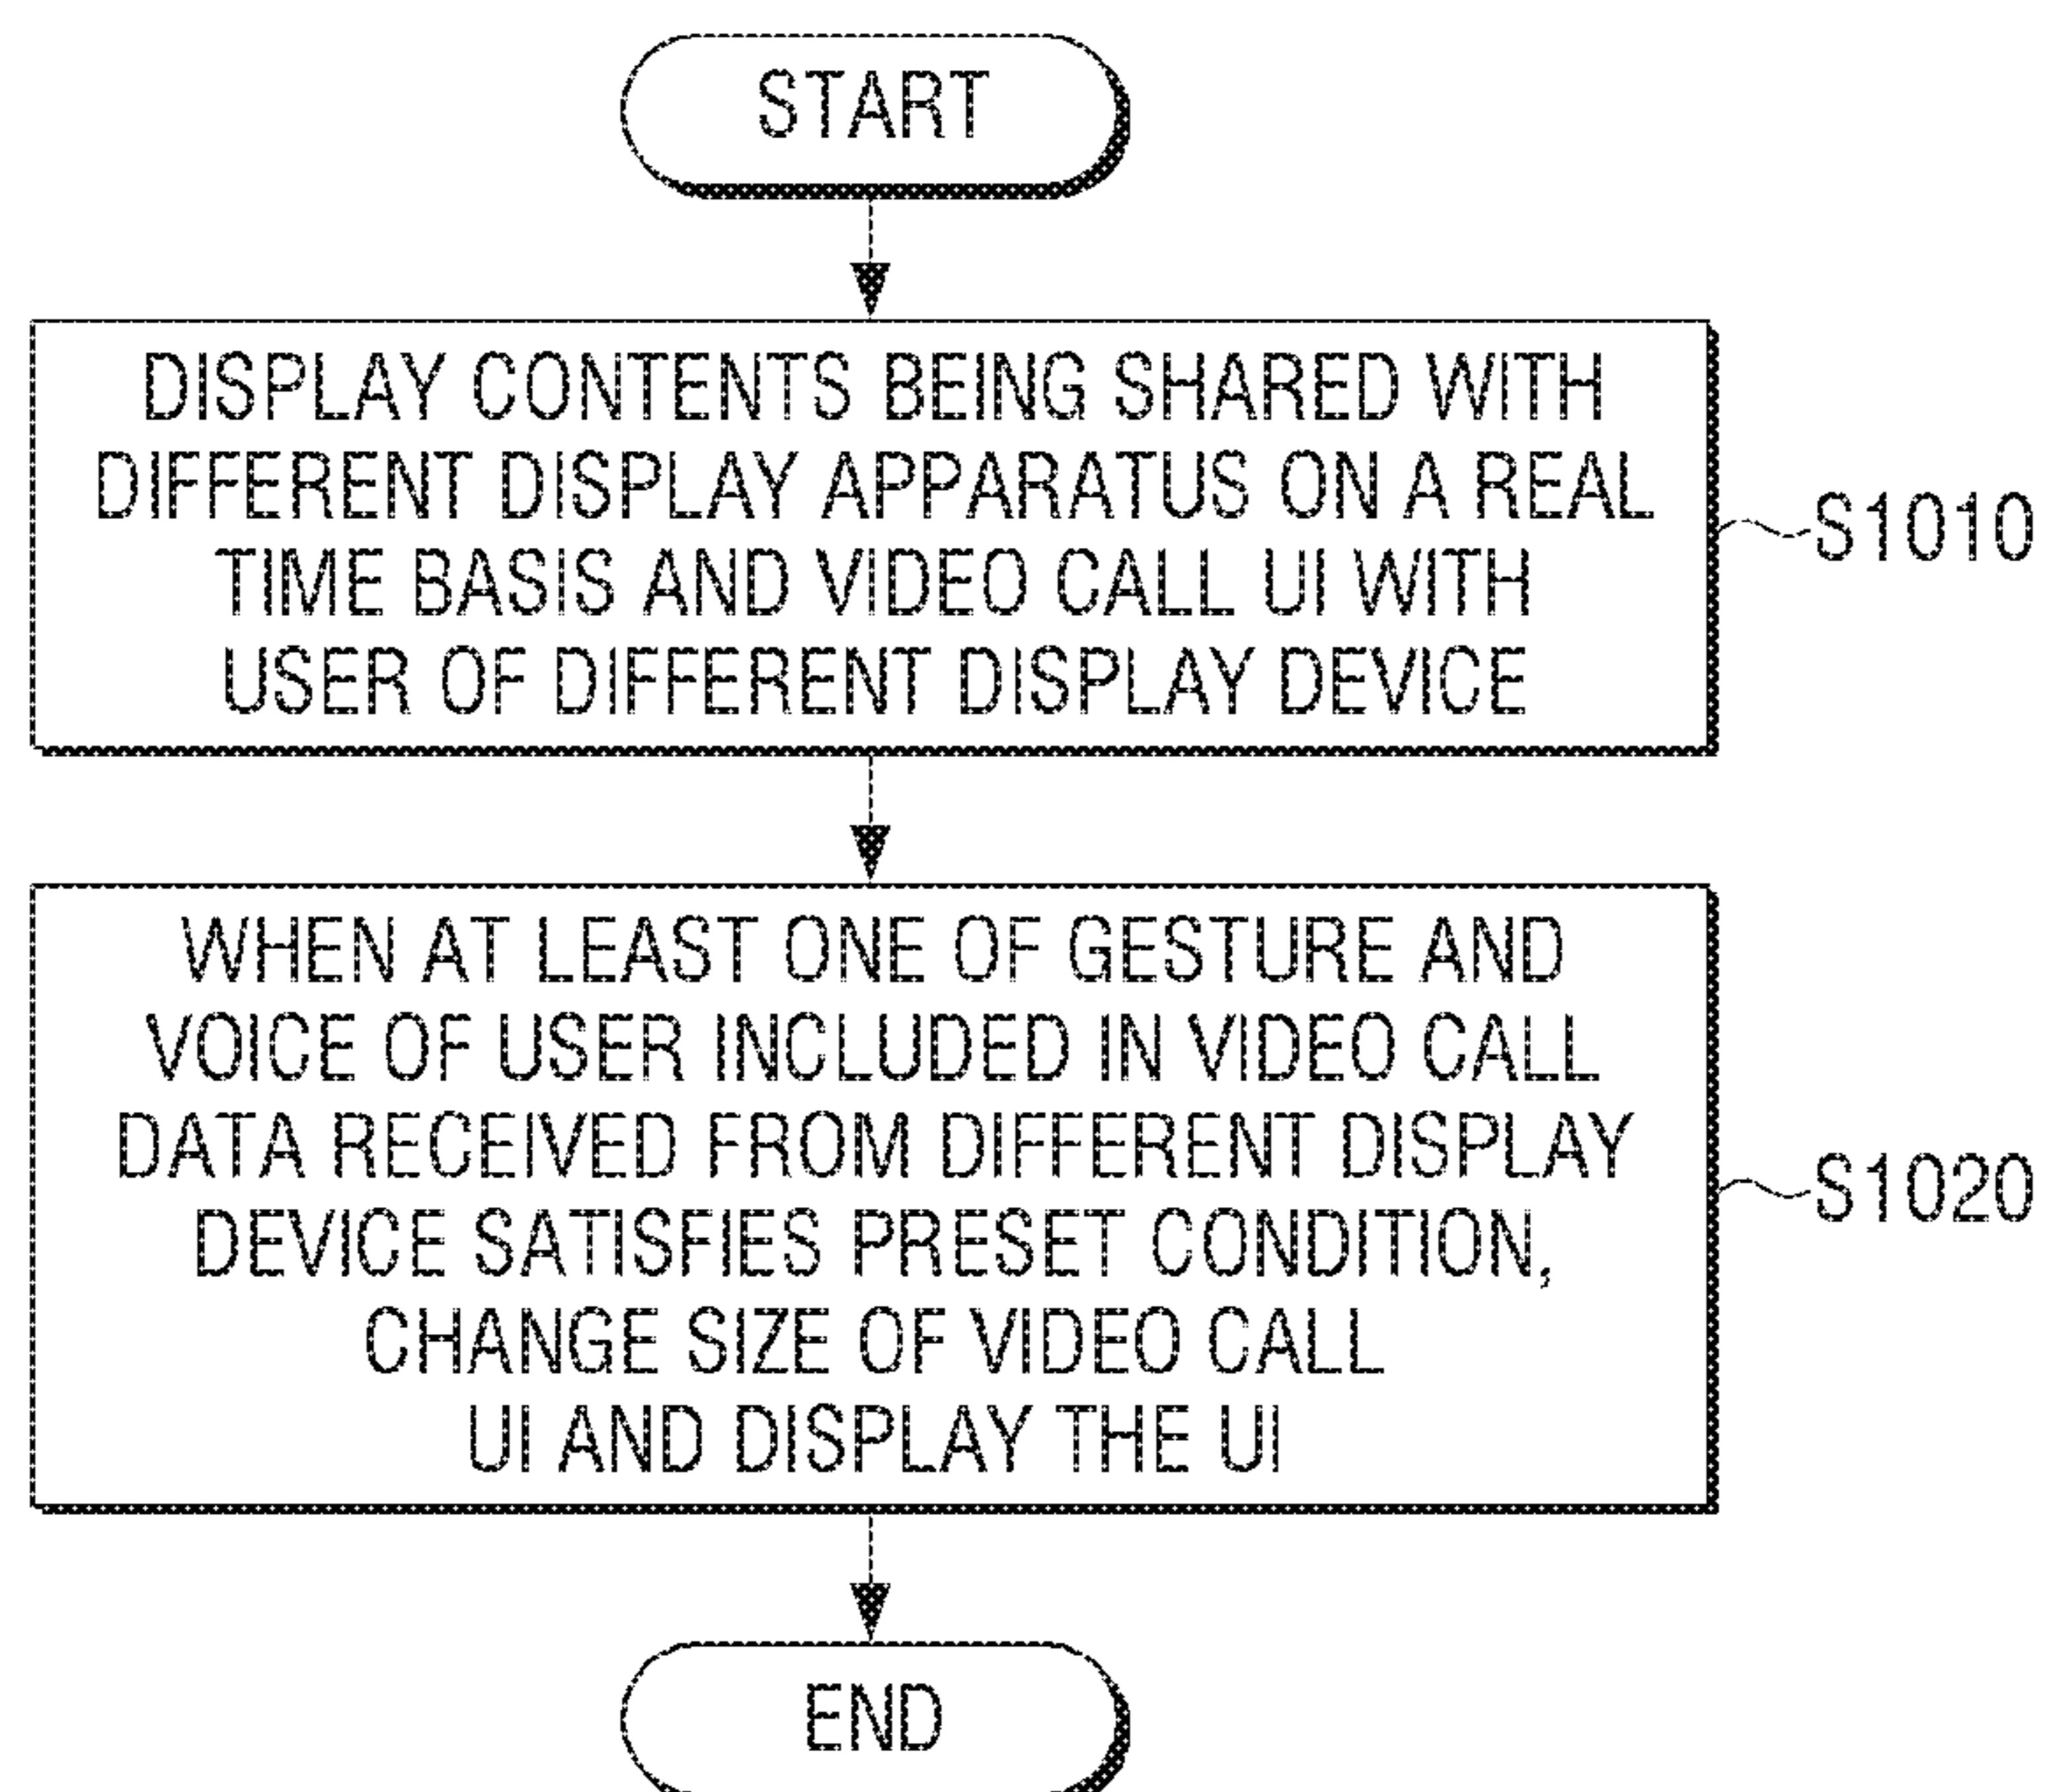 START
DISPLAY CONTENTS BEING SHARED WITH
DIFFERENT DISPLAY APPARATUS ON A REAL
TIME BASIS AND VIDEO CALL UI WITH
USER OF DIFFERENT DISPLAY DEVICE
S1010
WHEN AT LEAST ONE OF GESTURE AND
VOICE OF USER INCLUDED IN VIDEO CALL
DATA RECEIVED FROM DIFFERENT DISPLAY
DEVICE SATISFIES PRESET CONDITION,
CHANGE SIZE OF VIDEO CALL
UI AND DISPLAY THE UI
S1020
END